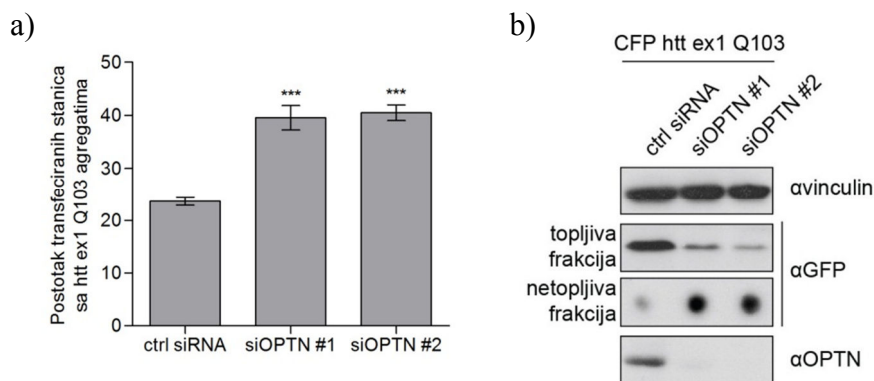 a)
Postotak transfeciranih stanica
sa htt ex1 Q103 agregatima
50
40
30
20
10
0
***
***
ctrl siRNA
siOPTN #1
siOPTN #2
b)
CFP htt ex1 Q103
ctrl siRNA
siOPTN #1
siOPTN #2
αvinculin
topljiva
frakcija
netopljiva
frakcija
αGFP
αOPTN